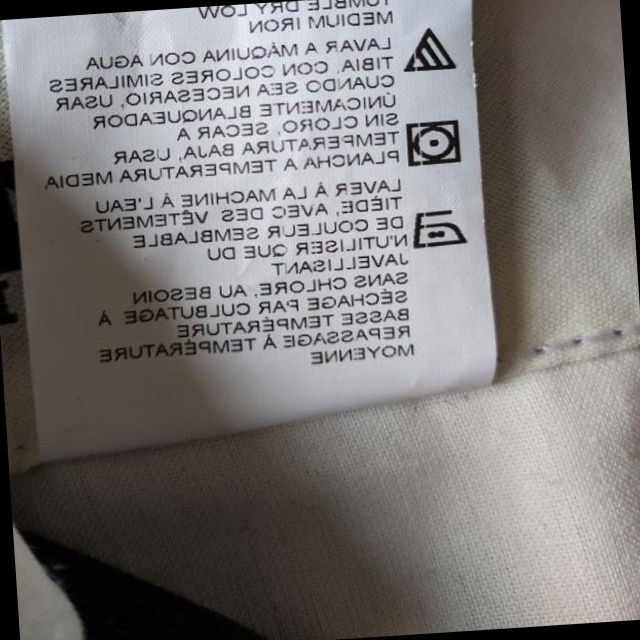 TUMBLE DRY LOW
MEDIUM IRON
LAVAR A MÁQUINA CON AGUA
TIBIA, CON COLORES SIMILARES
CUANDO SEA NECESARIO, USAR
ÚNICAMENTE BLANQUEADOR
SIN CLORO, SECAR A
TEMPERATURA BAJA, USAR
PLANCHA A TEMPERATURA MEDIA
LAVER À LA MACHINE À L'EAU
TIÈDE, AVEC DES VÊTEMENTS
DE COULEUR SEMBLABLE
N'UTILISER QUE DU
JAVELLISANT
SANS CHLORE, AU BESOIN
SÉCHAGE PAR CULBUTAGE À
BASSE TEMPÉRATURE
REPASSAGE À TEMPÉRATURE
MOYENNE